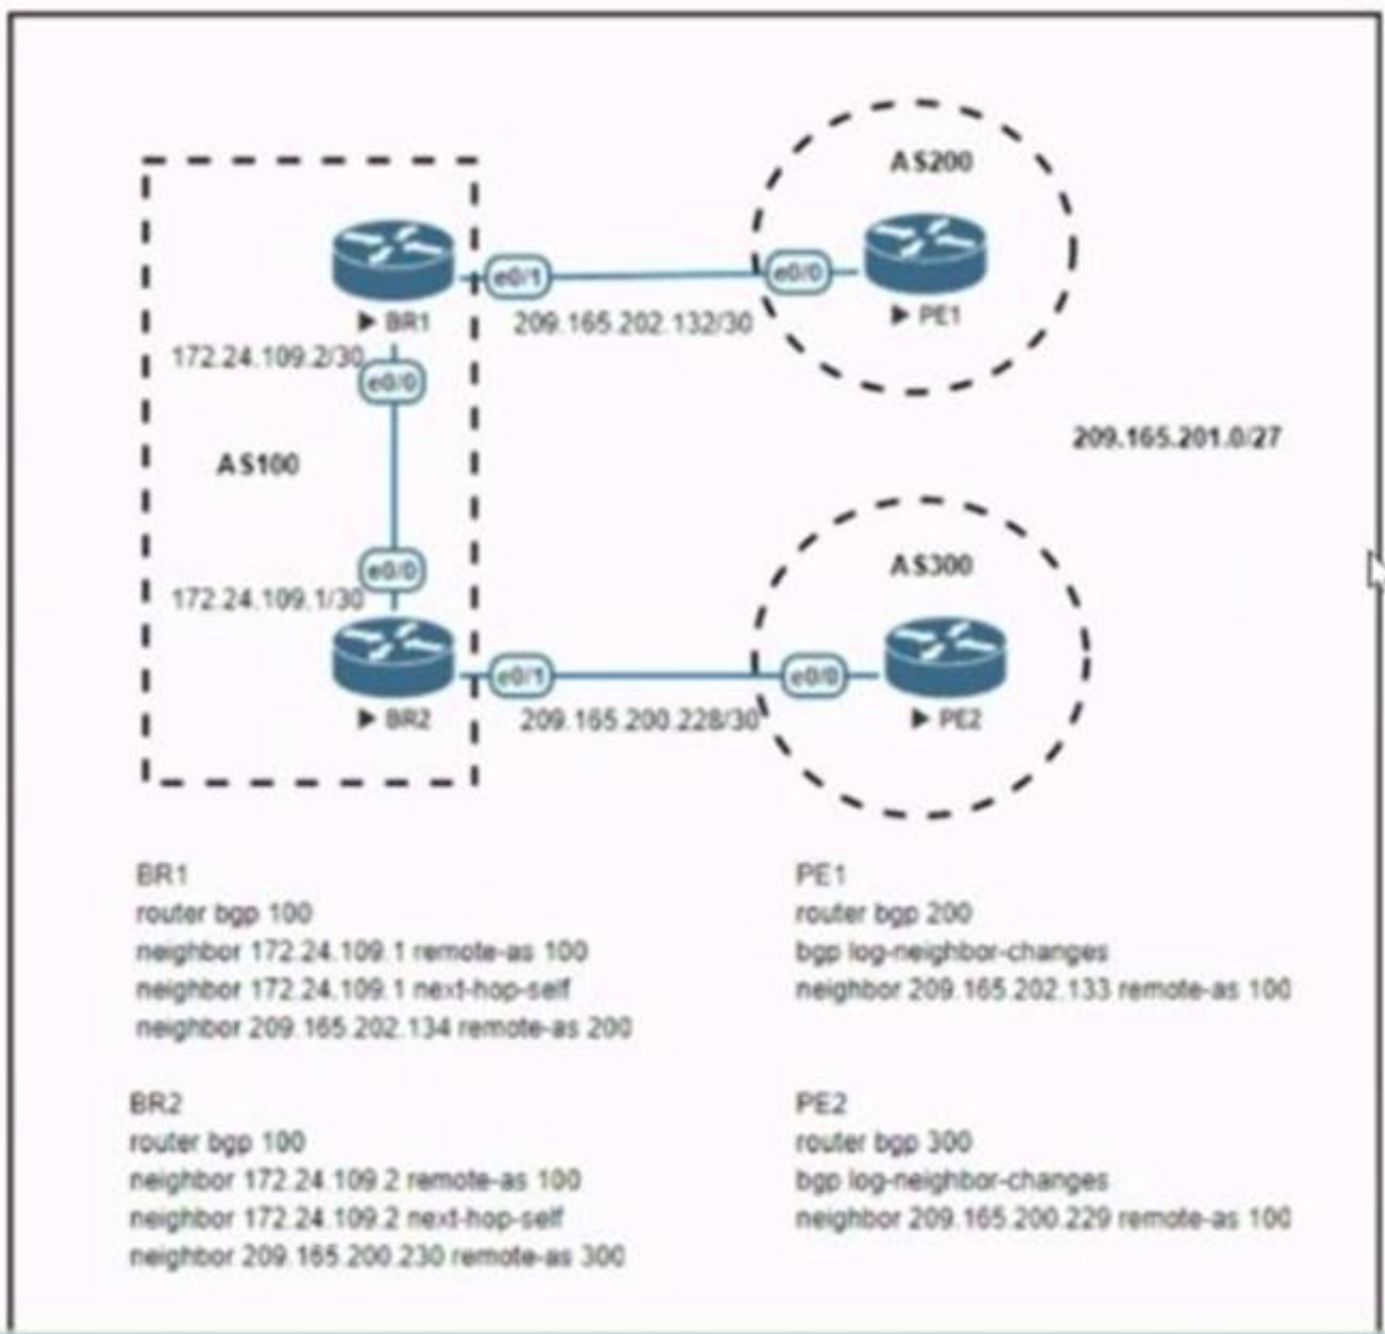 AS200
e0/1
e0/0
▶ BR1
▶ PE1
209.165.202.132/30
172.24.109.2/30
e0/0
209.165.201.0/27
AS100
AS300
e0/0
172.24.109.1/30
e0/1
e0/0
▶ BR2
▶ PE2
209.165.200.228/30
BR1
router bgp 100
neighbor 172.24.109.1 remote-as 100
neighbor 172.24.109.1 next-hop-self
neighbor 209.165.202.134 remote-as 200
PE1
router bgp 200
bgp log-neighbor-changes
neighbor 209.165.202.133 remote-as 100
BR2
router bgp 100
neighbor 172.24.109.2 remote-as 100
neighbor 172.24.109.2 next-hop-self
neighbor 209.165.200.230 remote-as 300
PE2
router bgp 300
bgp log-neighbor-changes
neighbor 209.165.200.229 remote-as 100